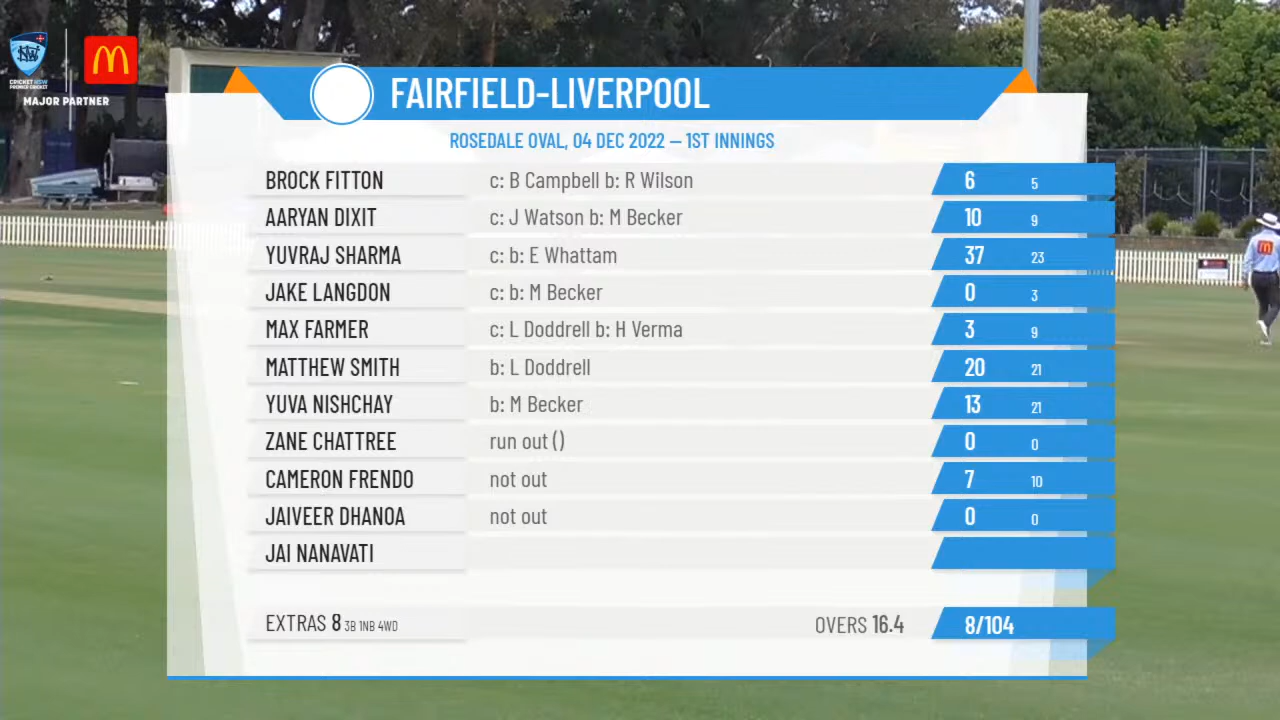 CRICKET NSW
PREMIER CRICKET
MAJOR PARTNER
FAIRFIELD-LIVERPOOL
ROSEDALE OVAL, 04 DEC 2022 – 1ST INNINGS
BROCK FITTON c: B Campbell b: R Wilson 6 5
AARYAN DIXIT c: J Watson b: M Becker 10 9
YUVRAJ SHARMA c: b: E Whattam 37 23
JAKE LANGDON c: b: M Becker 0 3
MAX FARMER c: L Doddrell b: H Verma 3 9
MATTHEW SMITH b: L Doddrell 20 21
YUVA NISHCHAY b: M Becker 13 21
ZANE CHATTREE run out () 0 0
CAMERON FRENDO not out 7 10
JAIVEER DHANOA not out 0 0
JAI NANAVATI
EXTRAS 8 3B 1NB 4WD OVERS 16.4 8/104